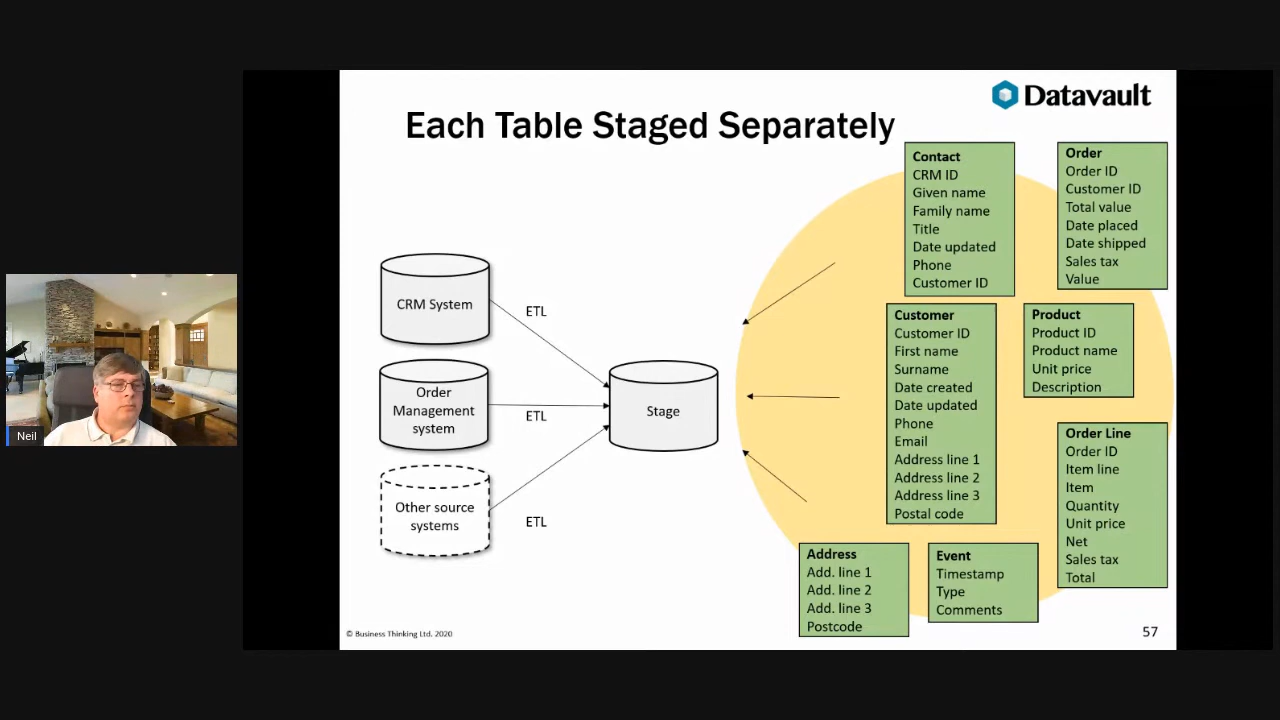 Datavault
Each Table Staged Separately
Contact
CRM ID
Given name
Family name
Title
Date updated
Phone
Customer ID
Order
Order ID
Customer ID
Total value
Date placed
Date shipped
Sales tax
Value
CRM System
ETL
Order
Management
system
ETL
Other source
systems
ETL
Stage
Customer
Customer ID
First name
Surname
Date created
Date updated
Phone
Email
Address line 1
Address line 2
Address line 3
Postal code
Product
Product ID
Product name
Unit price
Description
Order Line
Order ID
Item line
Item
Quantity
Unit price
Net
Sales tax
Total
Address
Add. line 1
Add. line 2
Add. line 3
Postcode
Event
Timestamp
Type
Comments
© Business Thinking Ltd. 2020
57
Neil